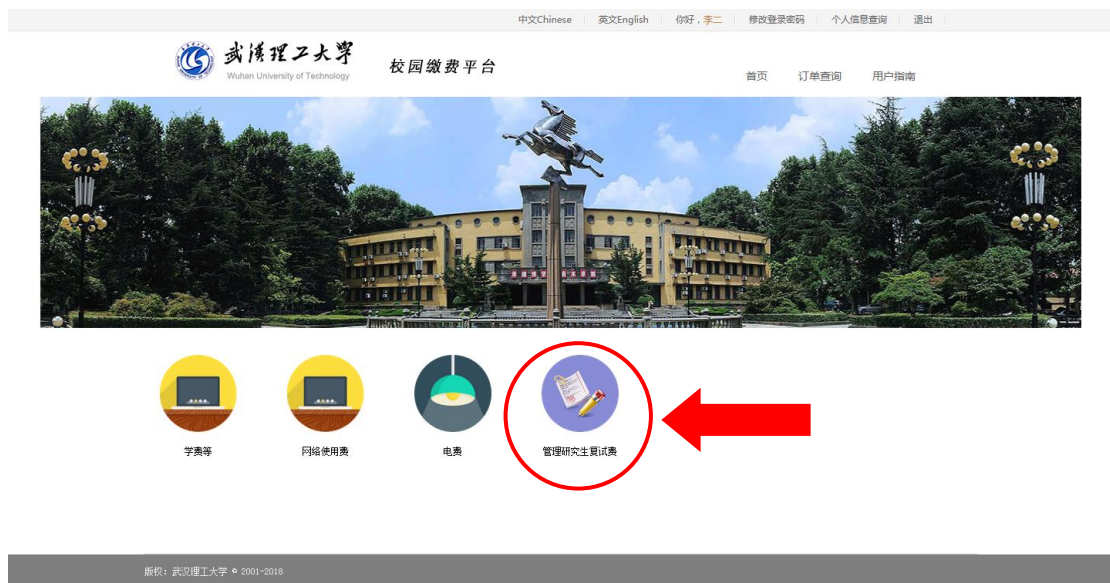 中文Chinese 英文English 你好，李二 修改登录密码 个人信息查询 退出
武汉理工大学
Wuhan University of Technology
校园缴费平台
首页 订单查询 用户指南
学费等 网络使用费 电费 管理研究生复试费
版权：武汉理工大学 © 2001-2018